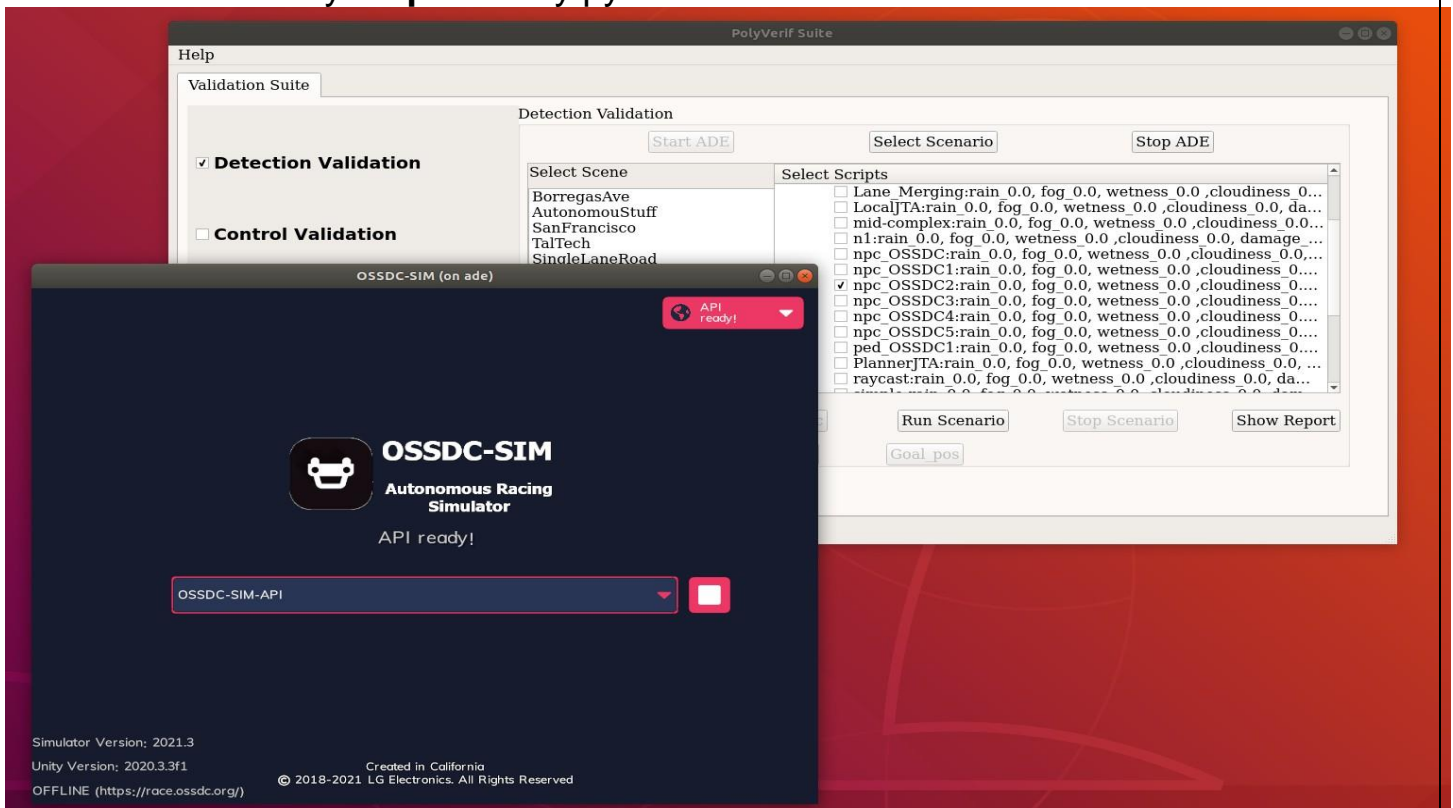 PolyVerif Suite
Help
Validation Suite
Detection Validation
Start ADE
Select Scenario
Stop ADE
Detection Validation
Control Validation
Select Scene
BorregasAve
AutonomouStuff
SanFrancisco
TalTech
SingleLaneRoad
Select Scripts
Lane_Merging:rain_0.0, fog_0.0, wetness_0.0 ,cloudiness_0...
LocalJTA:rain_0.0, fog_0.0, wetness_0.0 ,cloudiness_0.0, da...
mid-complex:rain_0.0, fog_0.0, wetness_0.0 ,cloudiness_0.0...
n1:rain_0.0, fog_0.0, wetness_0.0 ,cloudiness_0.0, damage_...
npc_OSSDC:rain_0.0, fog_0.0, wetness_0.0 ,cloudiness_0.0,...
npc_OSSDC1:rain_0.0, fog_0.0, wetness_0.0 ,cloudiness_0....
npc_OSSDC2:rain_0.0, fog_0.0, wetness_0.0 ,cloudiness_0....
npc_OSSDC3:rain_0.0, fog_0.0, wetness_0.0 ,cloudiness_0....
npc_OSSDC4:rain_0.0, fog_0.0, wetness_0.0 ,cloudiness_0....
npc_OSSDC5:rain_0.0, fog_0.0, wetness_0.0 ,cloudiness_0....
ped_OSSDC1:rain_0.0, fog_0.0, wetness_0.0 ,cloudiness_0....
PlannerJTA:rain_0.0, fog_0.0, wetness_0.0 ,cloudiness_0.0, ...
raycast:rain_0.0, fog_0.0, wetness_0.0 ,cloudiness_0.0, da...
Run Scenario
Stop Scenario
Show Report
Goal_pos
OSSDC-SIM (on ade)
API
ready!
OSSDC-SIM
Autonomous Racing
Simulator
API ready!
OSSDC-SIM-API
Simulator Version: 2021.3
Unity Version: 2020.3.3f1
OFFLINE (https://race.ossdc.org/)
Created in California
© 2018-2021 LG Electronics. All Rights Reserved